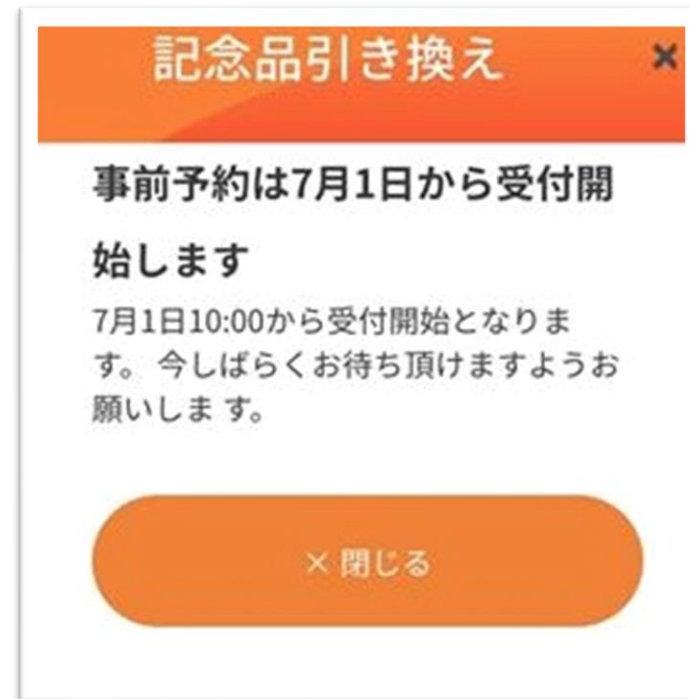 記念品引き換え ×
事前予約は7月1日から受付開
始します
7月1日10:00から受付開始となりま
す。 今しばらくお待ち頂けますようお
願いしま す。
× 閉じる